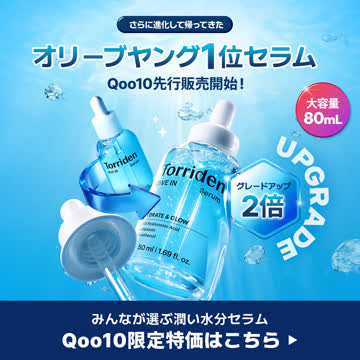 さらに進化して帰ってきた
オリーブヤング1位セラム
Qoo10先行販売開始!
大容量
80mL
UPGRADE
グレードアップ
2倍
Torriden
DIVE IN
Serum
Torriden
DIVE IN
Serum
HYDRATE & GLOW
50ml | 1.69 fl. oz.
みんなが選ぶ潤い水分セラム
Qoo10限定特価はこちら ▶